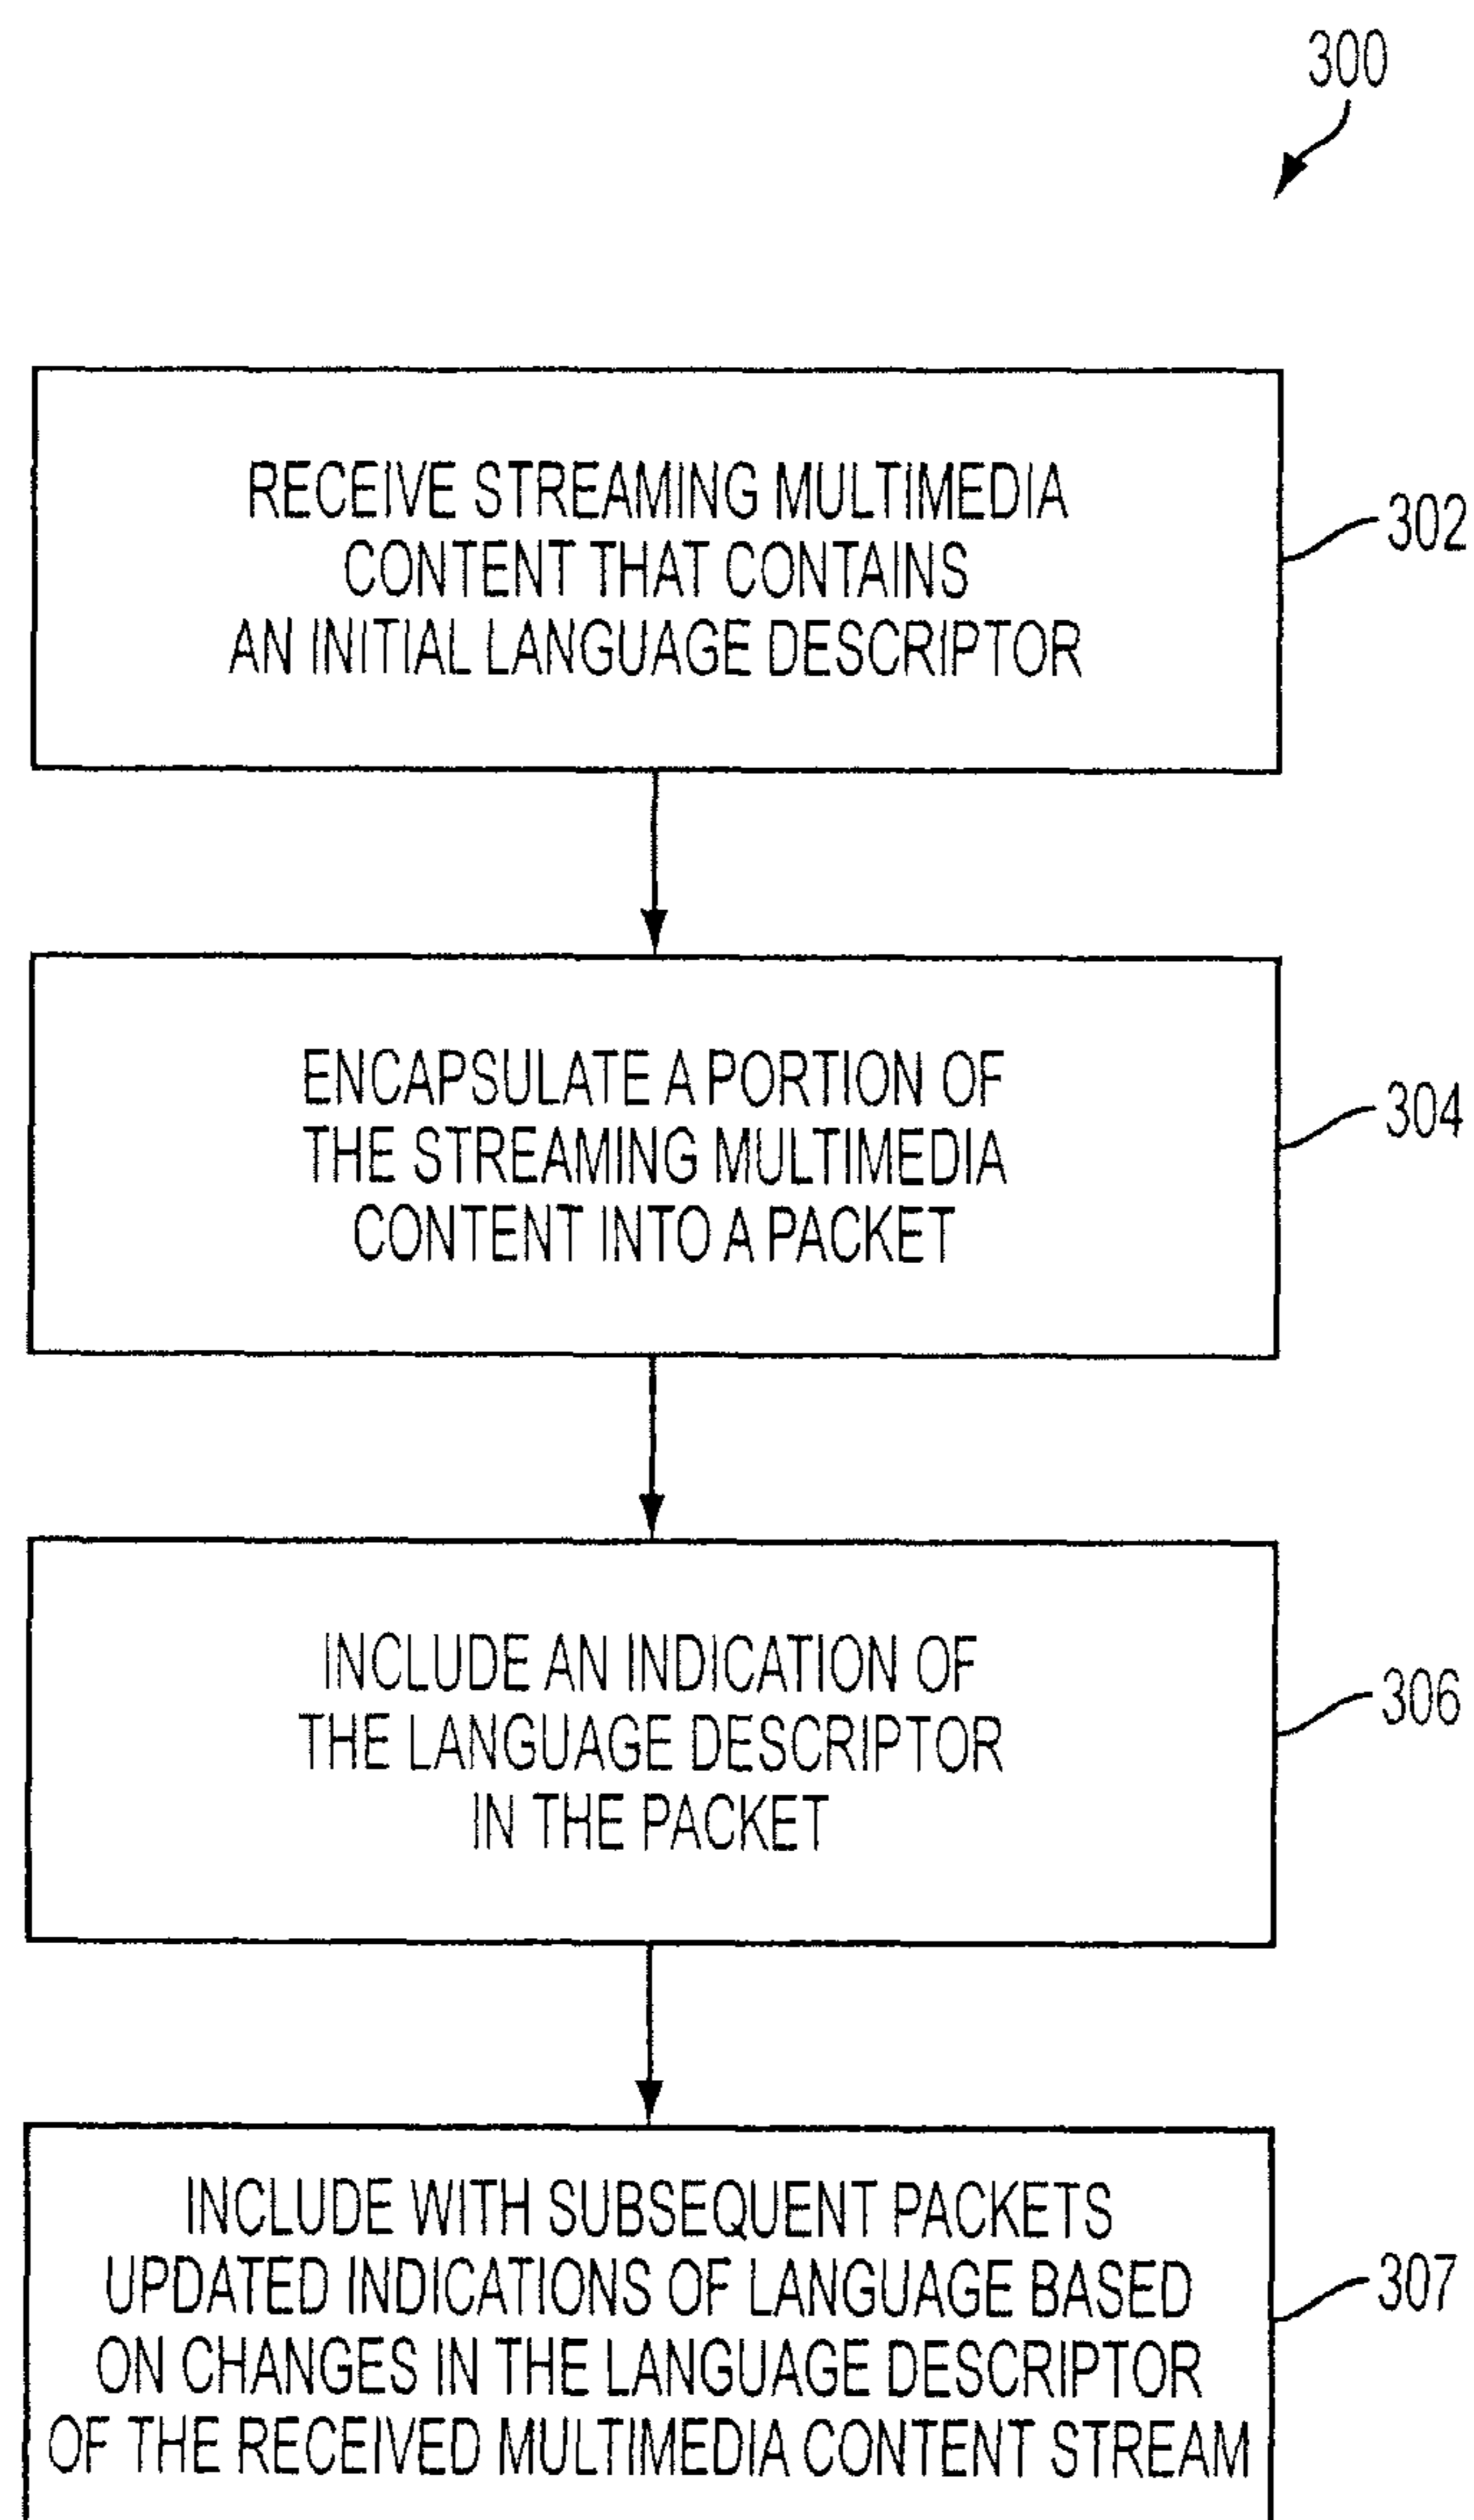 300
RECEIVE STREAMING MULTIMEDIA
CONTENT THAT CONTAINS
AN INITIAL LANGUAGE DESCRIPTOR
302
ENCAPSULATE A PORTION OF
THE STREAMING MULTIMEDIA
CONTENT INTO A PACKET
304
INCLUDE AN INDICATION OF
THE LANGUAGE DESCRIPTOR
IN THE PACKET
306
INCLUDE WITH SUBSEQUENT PACKETS
UPDATED INDICATIONS OF LANGUAGE BASED
ON CHANGES IN THE LANGUAGE DESCRIPTOR
OF THE RECEIVED MULTIMEDIA CONTENT STREAM
307